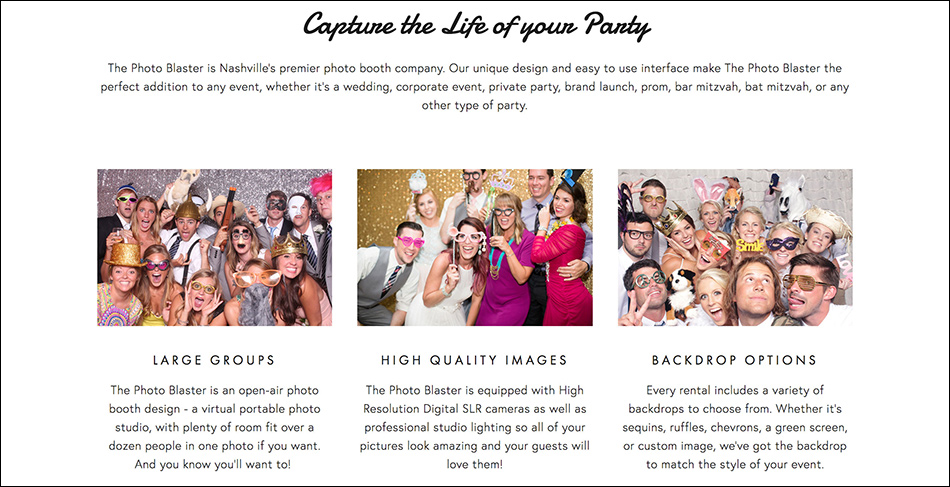 Capture the Life of your Party
The Photo Blaster is Nashville's premier photo booth company. Our unique design and easy to use interface make The Photo Blaster the
perfect addition to any event, whether it's a wedding, corporate event, private party, brand launch, prom, bar mitzvah, bat mitzvah, or any
other type of party.
Smile
LARGE GROUPS
The Photo Blaster is an open-air photo
booth design - a virtual portable photo
studio, with plenty of room fit over a
dozen people in one photo if you want.
And you know you'll want to!
HIGH QUALITY IMAGES
The Photo Blaster is equipped with High
Resolution Digital SLR cameras as well as
professional studio lighting so all of your
pictures look amazing and your guests will
love them!
BACKDROP OPTIONS
Every rental includes a variety of
backdrops to choose from. Whether it's
sequins, ruffles, chevrons, a green screen,
or custom image, we've got the backdrop
to match the style of your event.